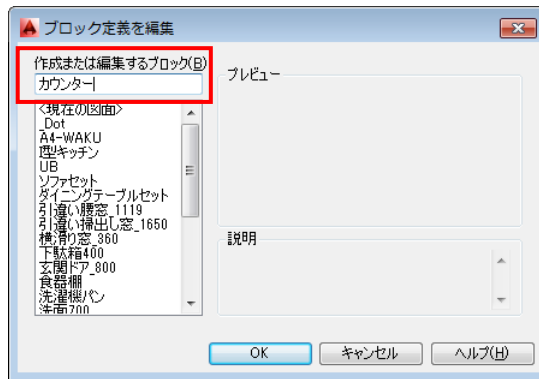 ブロック定義を編集
作成または編集するブロック(B)
カウンター
プレビュー
<現在の図面>
_Dot
A4-WAKU
I型キッチン
UB
ソファセット
ダイニングテーブルセット
引違い腰窓_1119
引違い掃出し窓_1650
横滑り窓_360
下駄箱400
玄関ドア_800
食器棚
洗濯機パン
洗面700
説明
OK
キャンセル
ヘルプ(H)